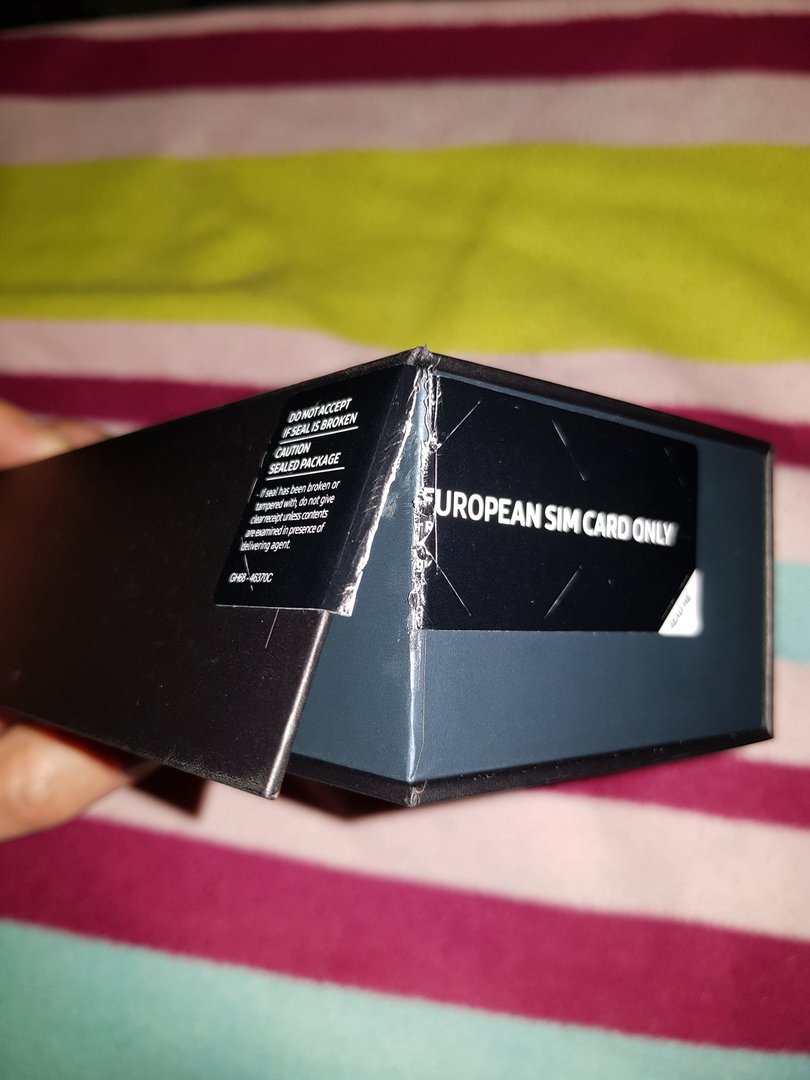 DO NOT ACCEPT
IF SEAL IS BROKEN
CAUTION
SEALED PACKAGE
- If seal has been broken or
tampered with, do not give
clear receipt unless contents
are examined in presence of
delivering agent.
GH68 - 46370C
EUROPEAN SIM CARD ONLY